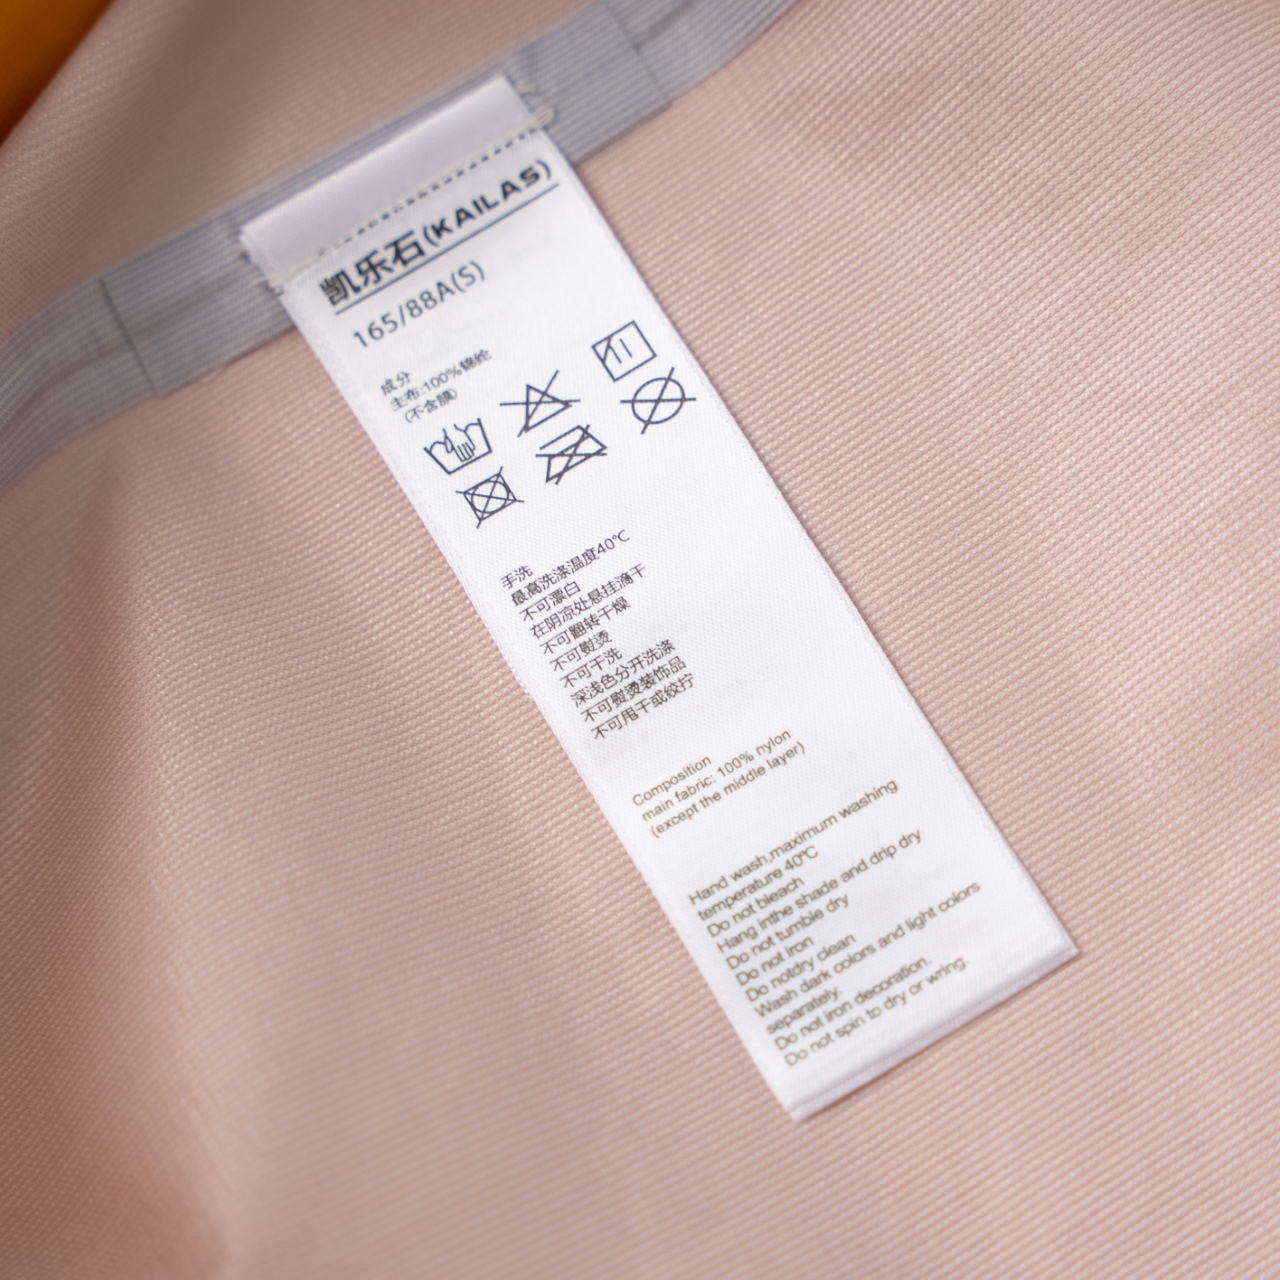 凯乐石(KAILAS)
165/88A(S)
成分
主布:100%锦纶
(不含膜)
手洗
最高洗涤温度40℃
不可漂白
在阴凉处悬挂滴干
不可翻转干燥
不可熨烫
不可干洗
深浅色分开洗涤
不可熨烫装饰品
不可甩干或绞拧
Composition
main fabric: 100% nylon
(except the middle layer)
Hand wash,maximum washing
temperature 40℃
Do not bleach
Hang inthe shade and drip dry
Do not tumble dry
Do not iron
Do notdry clean
Wash dark colors and light colors
separately.
Do not iron decoration.
Do not spin to dry or wring.